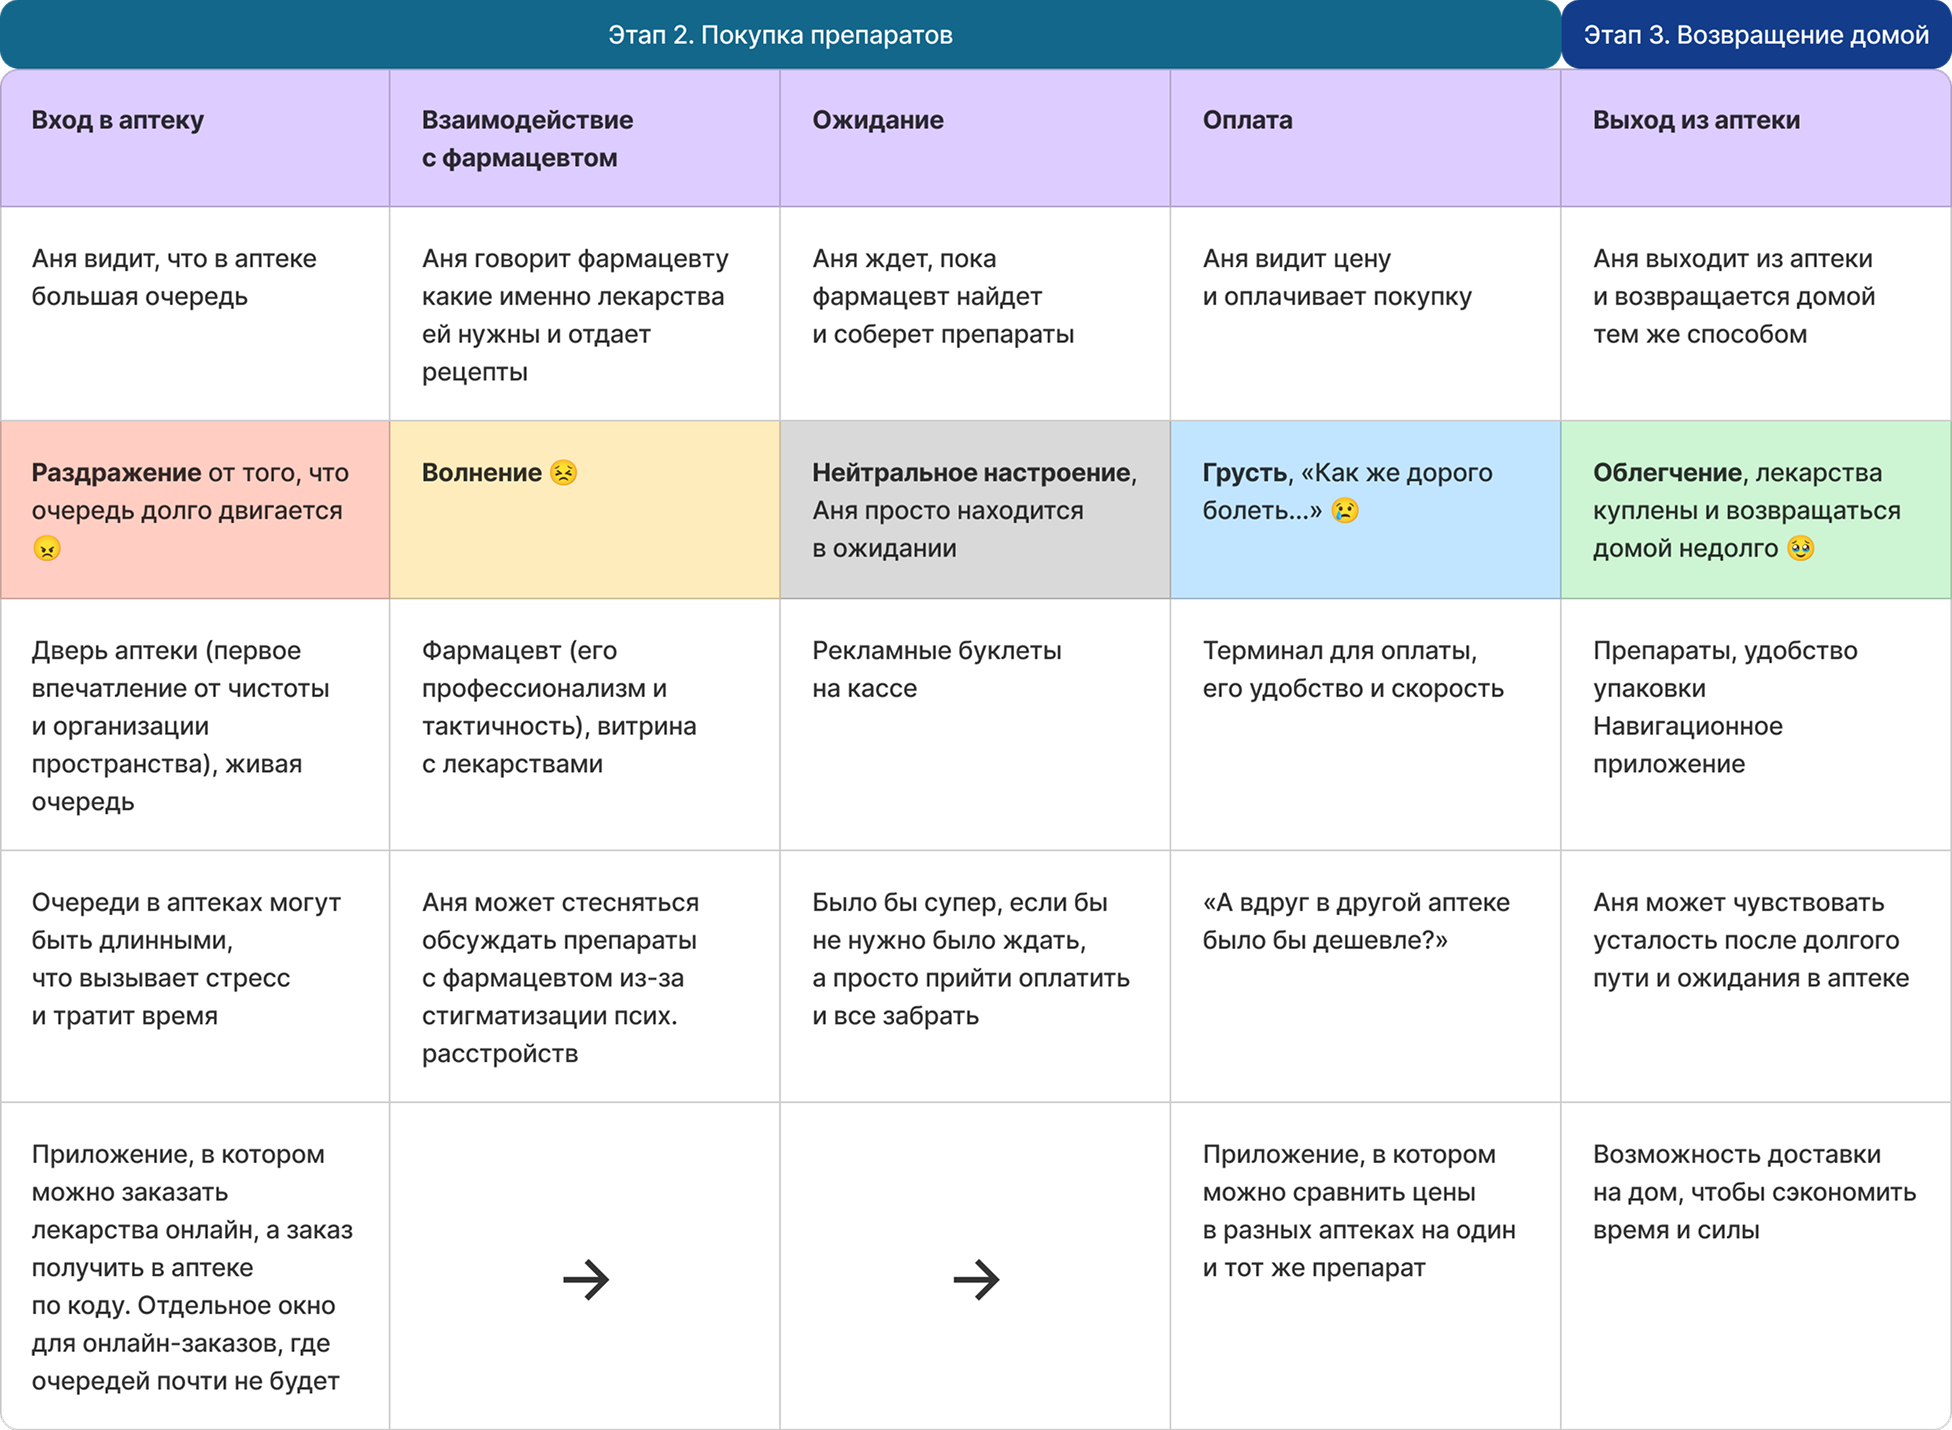 Этап 2. Покупка препаратов
Этап 3. Возвращение домой
Вход в аптеку
Взаимодействие
с фармацевтом
Ожидание
Оплата
Выход из аптеки
Аня видит, что в аптеке
большая очередь
Аня говорит фармацевту
какие именно лекарства
ей нужны и отдает
рецепты
Аня ждет, пока
фармацевт найдет
и соберет препараты
Аня видит цену
и оплачивает покупку
Аня выходит из аптеки
и возвращается домой
тем же способом
Раздражение от того, что
очередь долго двигается
😠
Волнение 😣
Нейтральное настроение,
Аня просто находится
в ожидании
Грусть, «Как же дорого
болеть...» 😢
Облегчение, лекарства
куплены и возвращаться
домой недолго 🥹
Дверь аптеки (первое
впечатление от чистоты
и организации
пространства), живая
очередь
Фармацевт (его
профессионализм и
тактичность), витрина
с лекарствами
Рекламные буклеты
на кассе
Терминал для оплаты,
его удобство и скорость
Препараты, удобство
упаковки
Навигационное
приложение
Очереди в аптеках могут
быть длинными,
что вызывает стресс
и тратит время
Аня может стесняться
обсуждать препараты
с фармацевтом из-за
стигматизации псих.
расстройств
Было бы супер, если бы
не нужно было ждать,
а просто прийти оплатить
и все забрать
«А вдруг в другой аптеке
было бы дешевле?»
Аня может чувствовать
усталость после долгого
пути и ожидания в аптеке
Приложение, в котором
можно заказать
лекарства онлайн, а заказ
получить в аптеке
по коду. Отдельное окно
для онлайн-заказов, где
очередей почти не будет
→
→
Приложение, в котором
можно сравнить цены
в разных аптеках на один
и тот же препарат
Возможность доставки
на дом, чтобы сэкономить
время и силы